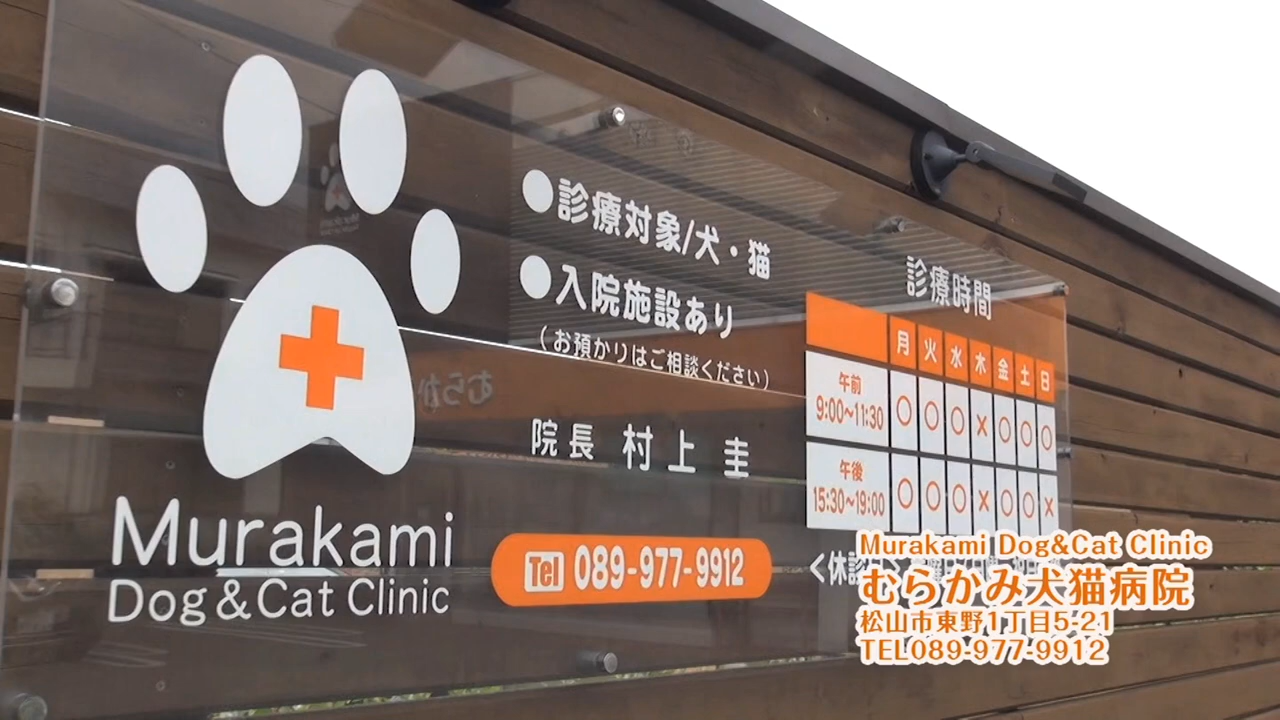 ●診療対象/犬・猫
●入院施設あり
(お預かりはご相談ください)
院長 村上 圭
Tel 089-977-9912
Murakami
Dog & Cat Clinic
診療時間
月 火 水 木 金 土 日
午前 9:00~11:30 ○ ○ ○ × ○ ○ ○
午後 15:30~19:00 ○ ○ ○ × ○ ○ ×
<休診
Murakami Dog&Cat Clinic
むらかみ犬猫病院
松山市東野1丁目5-21
TEL089-977-9912